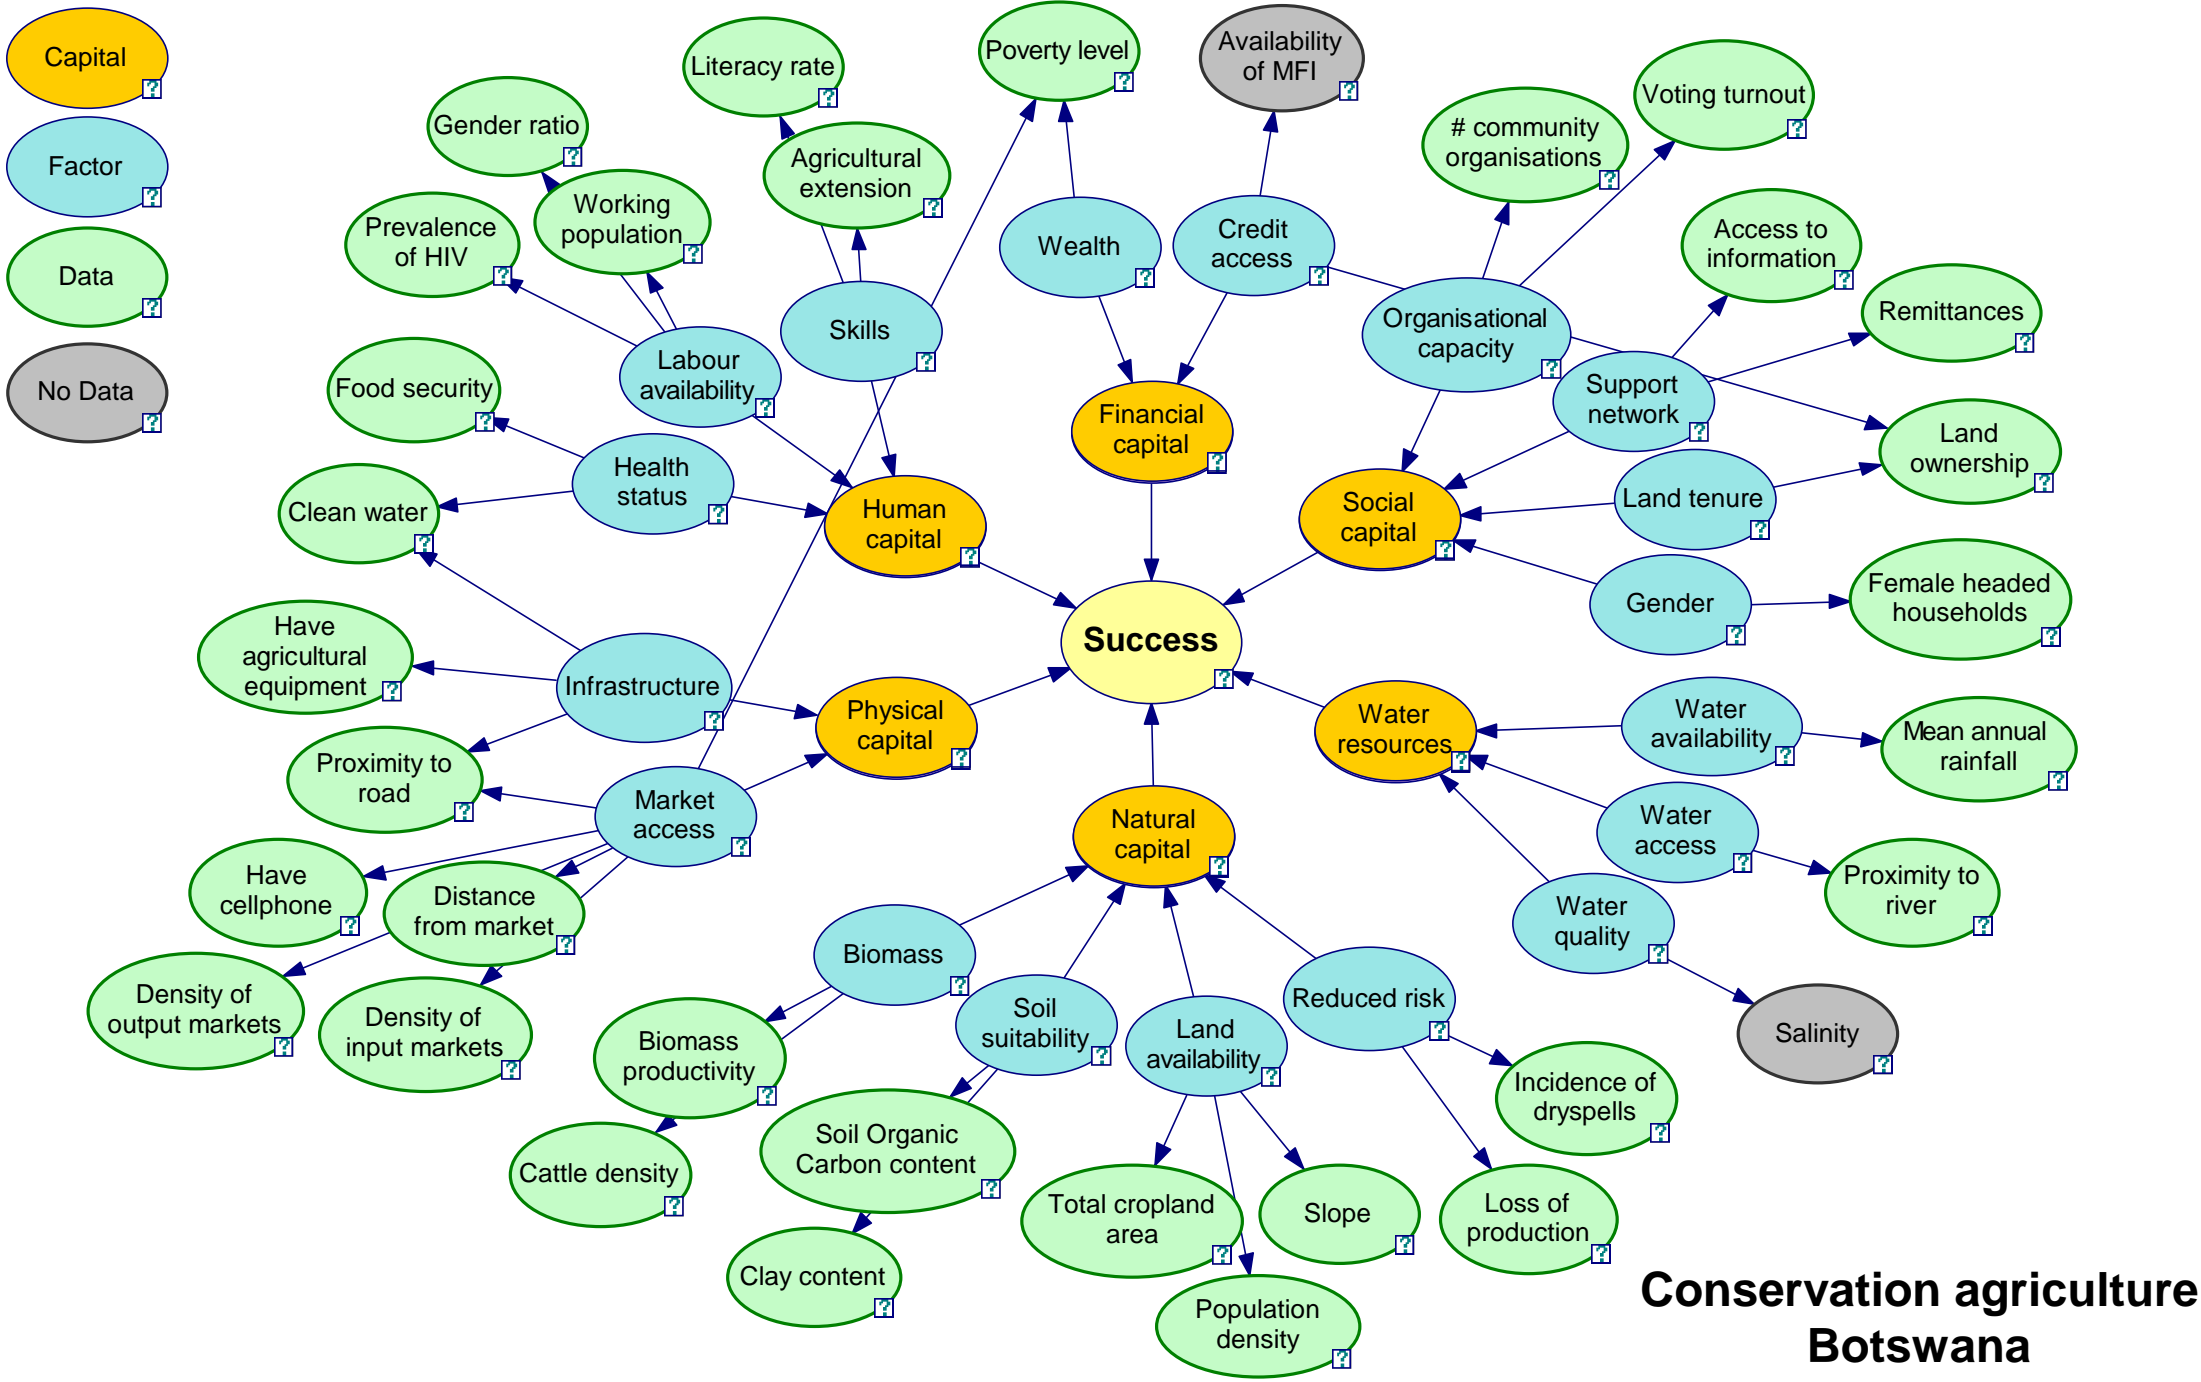 Capital
?
Factor
?
Data
?
No Data
?
Literacy rate
?
Poverty level
?
Availability
of MFI
?
Voting turnout
?
Gender ratio
?
# community
organisations
?
Agricultural
extension
?
Prevalence
of HIV
?
Working
population
?
Wealth
?
Credit
access
?
Access to
information
?
Remittances
?
Skills
?
Organisational
capacity
?
Labour
availability
?
Support
network
?
Food security
?
Financial
capital
?
Land
ownership
?
Health
status
?
Land tenure
?
Clean water
?
Human
capital
?
Social
capital
?
Gender
?
Female headed
households
?
Success
?
Have
agricultural
equipment
?
Infrastructure
?
Physical
capital
?
Water
resources
?
Water
availability
?
Mean annual
rainfall
?
Proximity to
road
?
Market
access
?
Natural
capital
?
Water
access
?
Have
cellphone
?
Distance
from market
?
Proximity to
river
?
Water
quality
?
Biomass
?
Density of
output markets
?
Density of
input markets
?
Soil
suitability
?
Land
availability
?
Reduced risk
?
Salinity
?
Biomass
productivity
?
Incidence of
dryspells
?
Cattle density
?
Soil Organic
Carbon content
?
Total cropland
area
?
Slope
?
Loss of
production
?
Clay content
?
Population
density
?
Conservation agriculture
Botswana